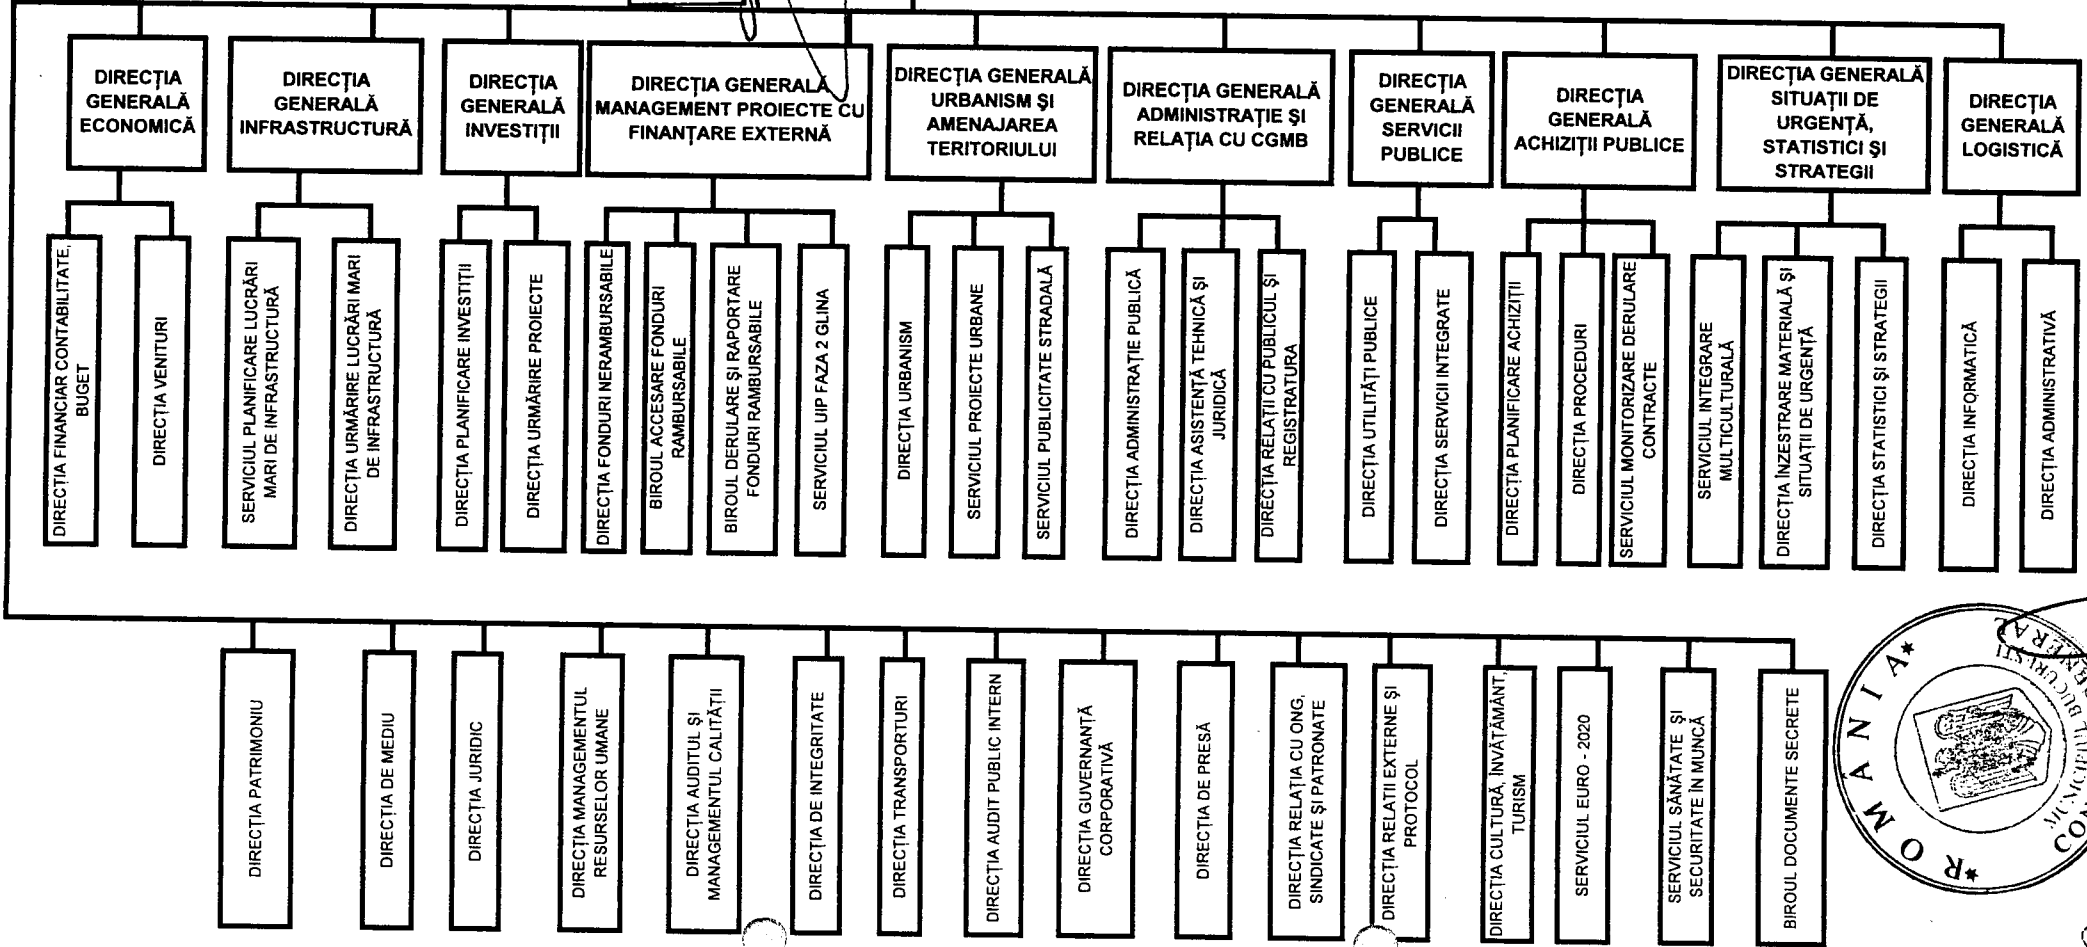 DIRECȚIA
GENERALĂ
ECONOMICĂ
DIRECȚIA
GENERALĂ
INFRASTRUCTURĂ
DIRECȚIA
GENERALĂ
INVESTIȚII
DIRECȚIA GENERALĂ
MANAGEMENT PROIECTE CU
FINANȚARE EXTERNĂ
DIRECȚIA GENERALĂ
URBANISM ȘI
AMENAJAREA
TERITORIULUI
DIRECȚIA GENERALĂ
ADMINISTRAȚIE ȘI
RELAȚIA CU CGMB
DIRECȚIA
GENERALĂ
SERVICII
PUBLICE
DIRECȚIA
GENERALĂ
ACHIZIȚII PUBLICE
DIRECȚIA GENERALĂ
SITUAȚII DE
URGENȚĂ,
STATISTICI ȘI
STRATEGII
DIRECȚIA
GENERALĂ
LOGISTICĂ
DIRECȚIA FINANCIAR CONTABILITATE,
BUGET
DIRECȚIA VENITURI
SERVICIUL PLANIFICARE LUCRĂRI
MARI DE INFRASTRUCTURĂ
DIRECȚIA URMĂRIRE LUCRĂRI MARI
DE INFRASTRUCTURĂ
DIRECȚIA PLANIFICARE INVESTIȚII
DIRECȚIA URMĂRIRE PROIECTE
DIRECȚIA FONDURI NERAMBURSABILE
BIROUL ACCESARE FONDURI
RAMBURSABILE
BIROUL DERULARE ȘI RAPORTARE
FONDURI RAMBURSABILE
SERVICIUL UIP FAZA 2 GLINA
DIRECȚIA URBANISM
SERVICIUL PROIECTE URBANE
SERVICIUL PUBLICITATE STRADALĂ
DIRECȚIA ADMINISTRAȚIE PUBLICĂ
DIRECȚIA ASISTENȚĂ TEHNICĂ ȘI
JURIDICĂ
DIRECȚIA RELAȚII CU PUBLICUL ȘI
REGISTRATURA
DIRECȚIA UTILITĂȚI PUBLICE
DIRECȚIA SERVICII INTEGRATE
DIRECȚIA PLANIFICARE ACHIZIȚII
DIRECȚIA PROCEDURI
SERVICIUL MONITORIZARE DERULARE
CONTRACTE
SERVICIUL INTEGRARE
MULTICULTURALĂ
DIRECȚIA ÎNZESTRARE MATERIALĂ ȘI
SITUAȚII DE URGENȚĂ
DIRECȚIA STATISTICI ȘI STRATEGII
DIRECȚIA INFORMATICĂ
DIRECȚIA ADMINISTRATIVĂ
DIRECȚIA PATRIMONIU
DIRECȚIA DE MEDIU
DIRECȚIA JURIDIC
DIRECȚIA MANAGEMENTUL
RESURSELOR UMANE
DIRECȚIA AUDITUL ȘI
MANAGEMENTUL CALITĂȚII
DIRECȚIA DE INTEGRITATE
DIRECȚIA TRANSPORTURI
DIRECȚIA AUDIT PUBLIC INTERN
DIRECȚIA GUVERNANȚĂ
CORPORATIVĂ
DIRECȚIA DE PRESĂ
DIRECȚIA RELAȚIA CU ONG,
SINDICATE ȘI PATRONATE
DIRECȚIA RELATII EXTERNE ȘI
PROTOCOL
DIRECȚIA CULTURĂ, ÎNVĂȚĂMÂNT,
TURISM
SERVICIUL EURO - 2020
SERVICIUL SĂNĂTATE ȘI
SECURITATE ÎN MUNCĂ
BIROUL DOCUMENTE SECRETE
*ROMÂNIA*